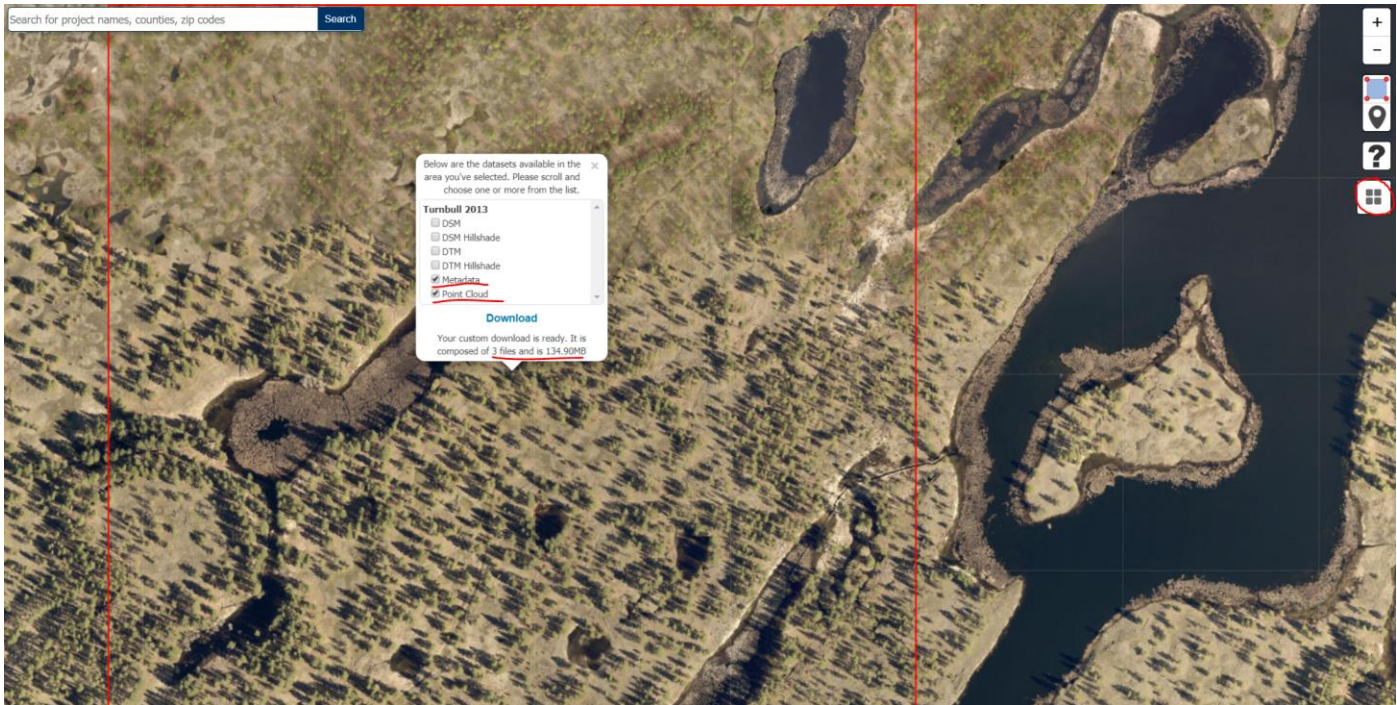 Search for project names, counties, zip codes
Search
+
−
?
Below are the datasets available in the
area you've selected. Please scroll and
choose one or more from the list.
×
Turnbull 2013
DSM
DSM Hillshade
DTM
DTM Hillshade
Metadata
Point Cloud
Download
Your custom download is ready. It is
composed of 3 files and is 134.90MB